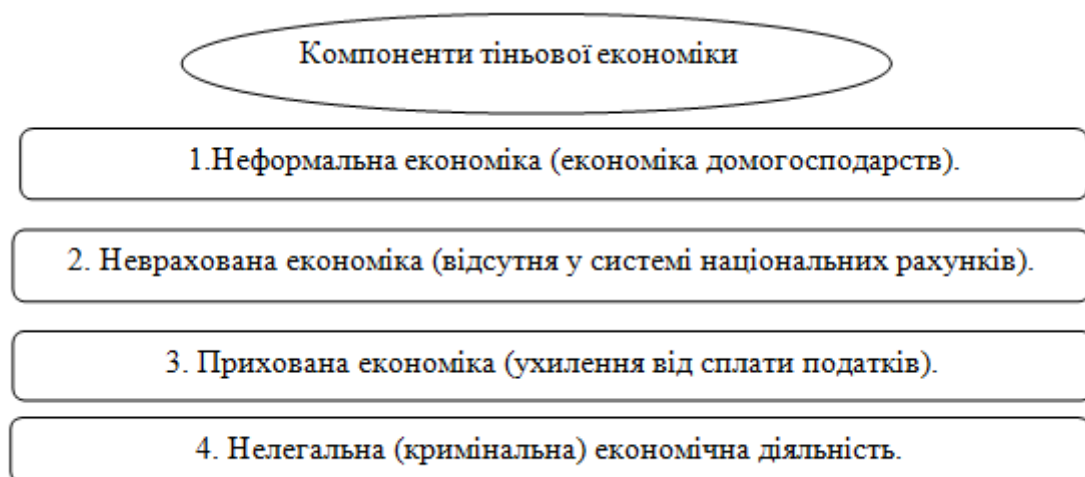 Компоненти тіньової економіки
1.Неформальна економіка (економіка домогосподарств).
2. Неврахована економіка (відсутня у системі національних рахунків).
3. Прихована економіка (ухилення від сплати податків).
4. Нелегальна (кримінальна) економічна діяльність.